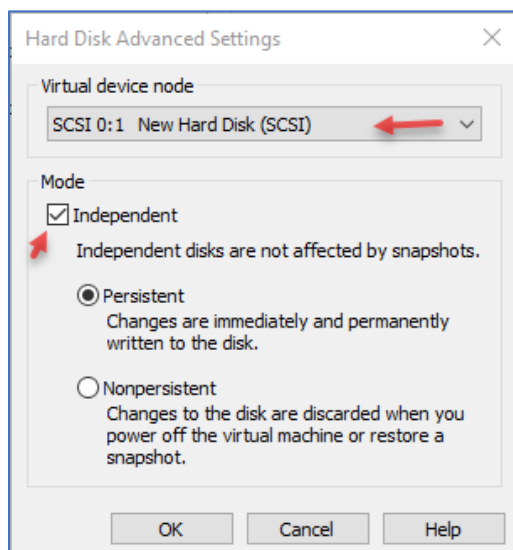 Hard Disk Advanced Settings
Virtual device node
SCSI 0:1 New Hard Disk (SCSI)
Mode
Independent
Independent disks are not affected by snapshots.
Persistent
Changes are immediately and permanently
written to the disk.
Nonpersistent
Changes to the disk are discarded when you
power off the virtual machine or restore a
snapshot.
OK Cancel Help